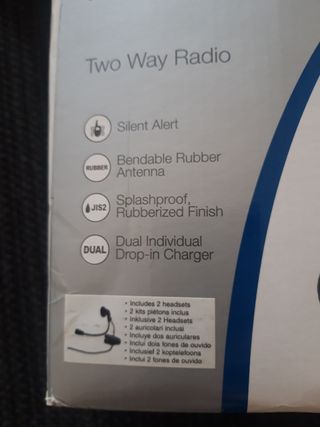 Two Way Radio
Silent Alert
RUBBER
Bendable Rubber
Antenna
JIS2
Splashproof,
Rubberized Finish
DUAL
Dual Individual
Drop-in Charger
• Includes 2 headsets
• 2 kits piétons inclus
• Inklusive 2 Headsets
• 2 auricolari inclusi
• Incluye dos auriculares
• Inclui dois fones de ouvido
• Inclusief 2 koptelefoons
• Inclui 2 fones de ouvido